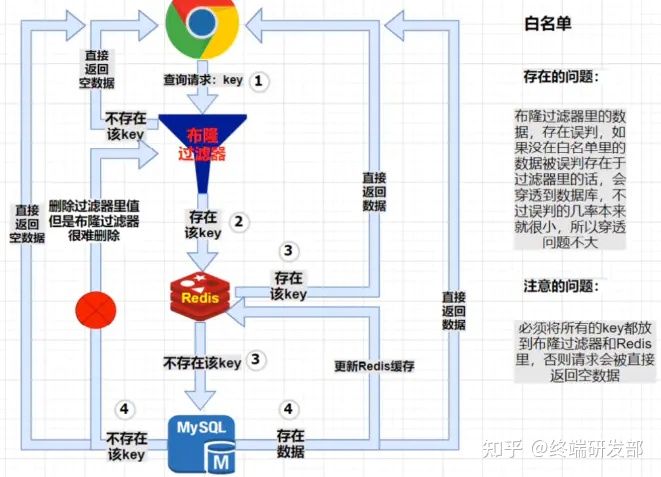 白名单
直接
返回
空数据
查询请求：key ①
不存在
该key
布隆
过滤器
存在的问题：
布隆过滤器里的数
据，存在误判，如
果没在白名单里的
数据被误判存在于
过滤器里的话，会
穿透到数据库，不
过误判的几率本来
就很小，所以穿透
问题不大
直接
返回
空数据
删除过滤器里值
但是布隆过滤器
很难删除
存在
该key
②
直接
返回
数据
③
存在
该key
Redis
注意的问题：
必须将所有的key都放
到布隆过滤器和Redis
里，否则请求会被直接
返回空数据
直接
返回
数据
不存在该key ③
更新Redis缓存
④
不存在
该key
MySQL
M
④
存在
数据
知乎 @终端研发部